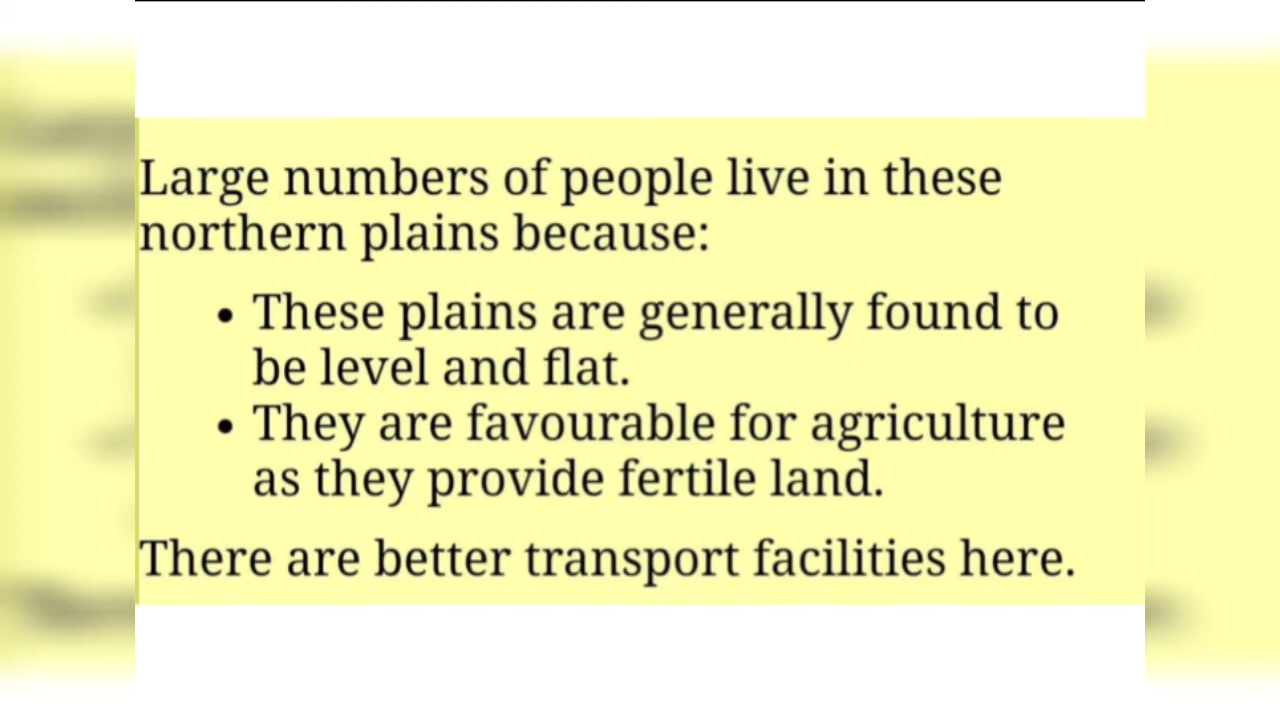 Large numbers of people live in these
northern plains because:
• These plains are generally found to
be level and flat.
• They are favourable for agriculture
as they provide fertile land.
There are better transport facilities here.